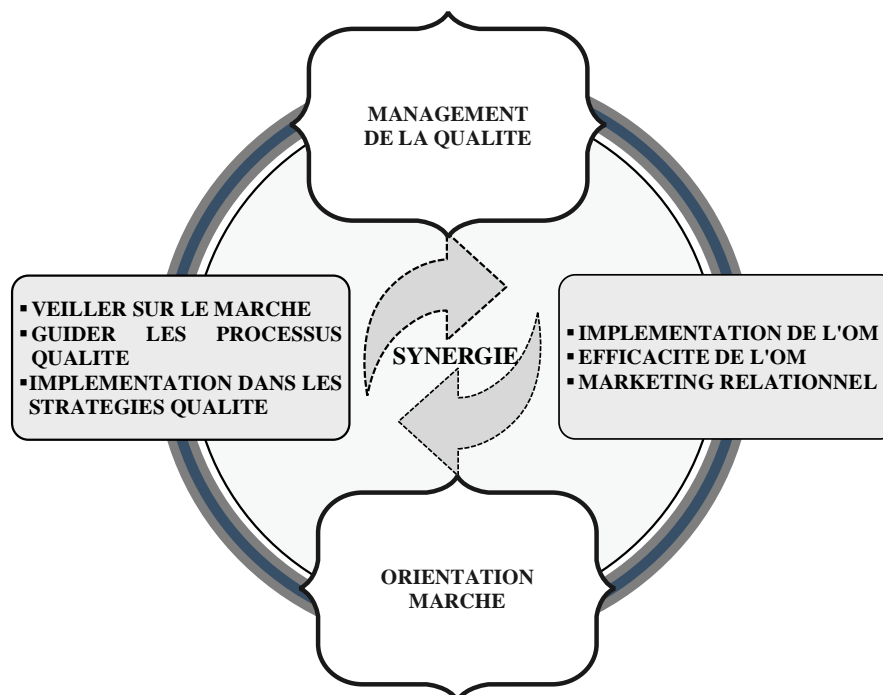 MANAGEMENT
DE LA QUALITE
▪ VEILLER SUR LE MARCHE
▪ GUIDER LES PROCESSUS
QUALITE
▪ IMPLEMENTATION DANS LES
STRATEGIES QUALITE
SYNERGIE
▪ IMPLEMENTATION DE L'OM
▪ EFFICACITE DE L'OM
▪ MARKETING RELATIONNEL
ORIENTATION
MARCHE